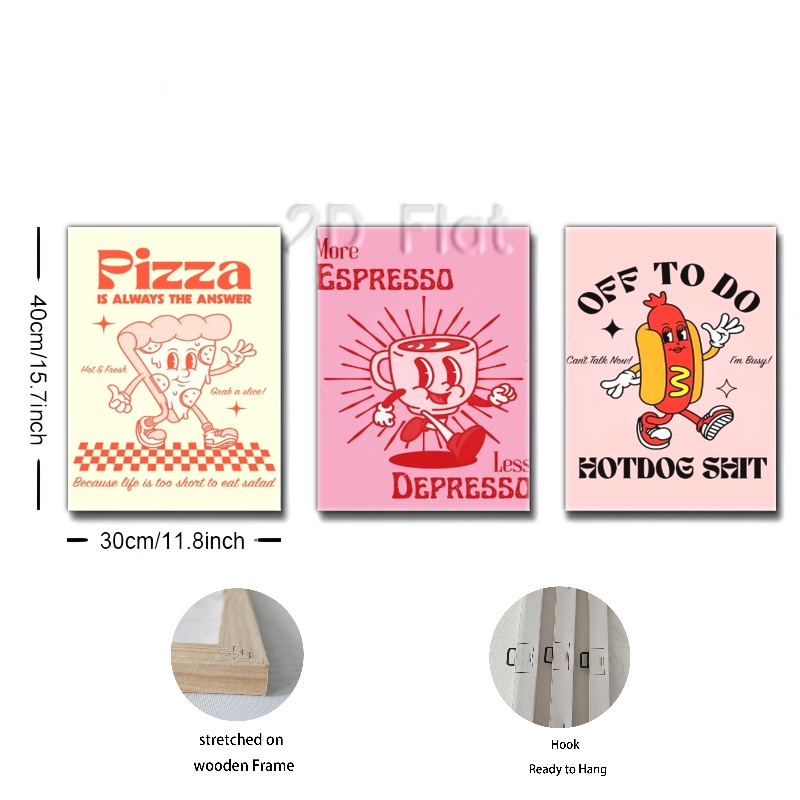 2D Flat
Pizza
IS ALWAYS THE ANSWER
Hot & Fresh
Grab a slice!
Because life is too short to eat salad
More
ESPRESSO
Less
DEPRESSO
OFF TO DO
Can't Talk Now!
I'm Busy!
HOTDOG SHIT
40cm/15.7inch
30cm/11.8inch
stretched on
wooden Frame
Hook
Ready to Hang